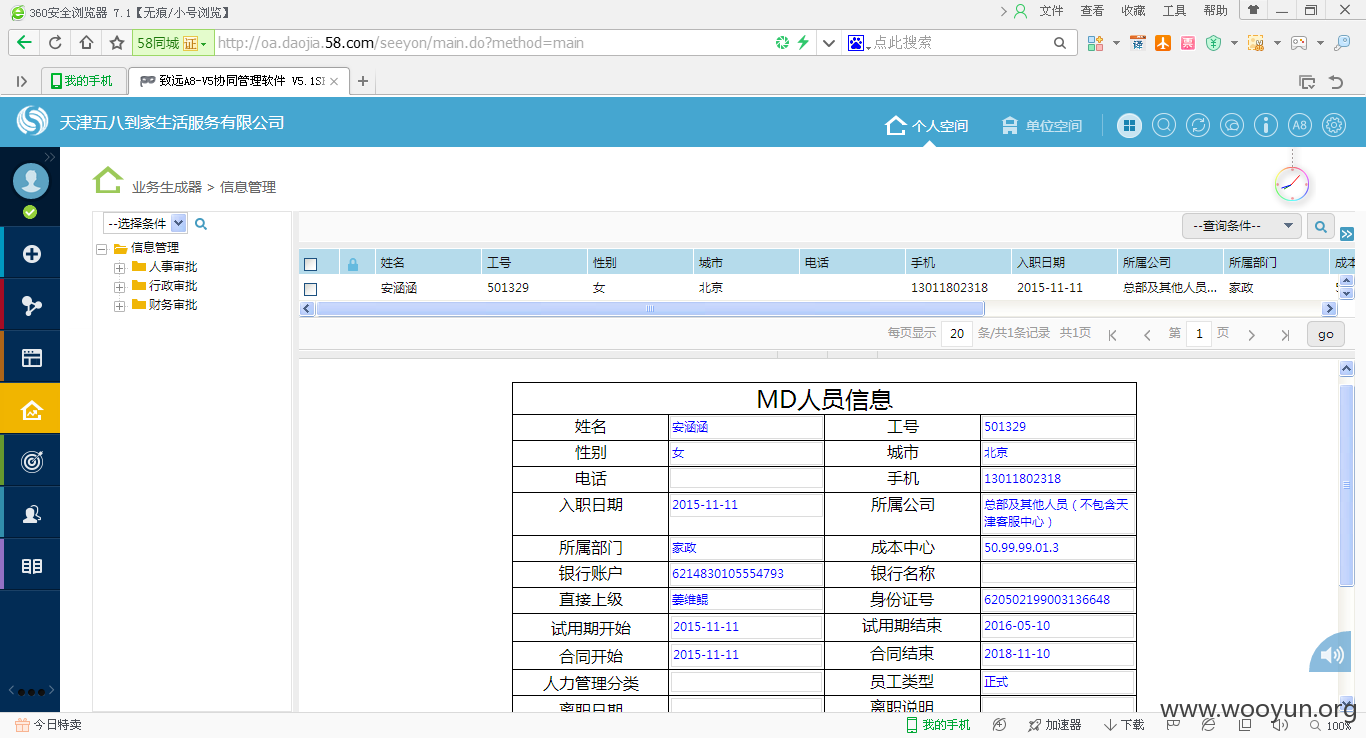 360安全浏览器 7.1【无痕/小号浏览】
文件 查看 收藏 工具 帮助
58同城 证 http://oa.daojia.58.com/seeyon/main.do?method=main 点此搜索
我的手机 致远A8-V5协同管理软件 V5.1SI
天津五八到家生活服务有限公司 个人空间 单位空间 A8
业务生成器 > 信息管理
--选择条件 --查询条件--
信息管理
人事审批
行政审批
财务审批
姓名 工号 性别 城市 电话 手机 入职日期 所属公司 所属部门 成本
安涵涵 501329 女 北京 13011802318 2015-11-11 总部及其他人员... 家政
每页显示 20 条/共1条记录 共1页 第 1 页 go
MD人员信息
姓名 安涵涵 工号 501329
性别 女 城市 北京
电话 手机 13011802318
入职日期 2015-11-11 所属公司 总部及其他人员（不包含天
津客服中心）
所属部门 家政 成本中心 50.99.99.01.3
银行账户 6214830105554793 银行名称
直接上级 姜维鲲 身份证号 620502199003136648
试用期开始 2015-11-11 试用期结束 2016-05-10
合同开始 2015-11-11 合同结束 2018-11-10
人力管理分类 员工类型 正式
离职日期 离职说明
www.wooyun.org
今日特卖 我的手机 加速器 下载 100%